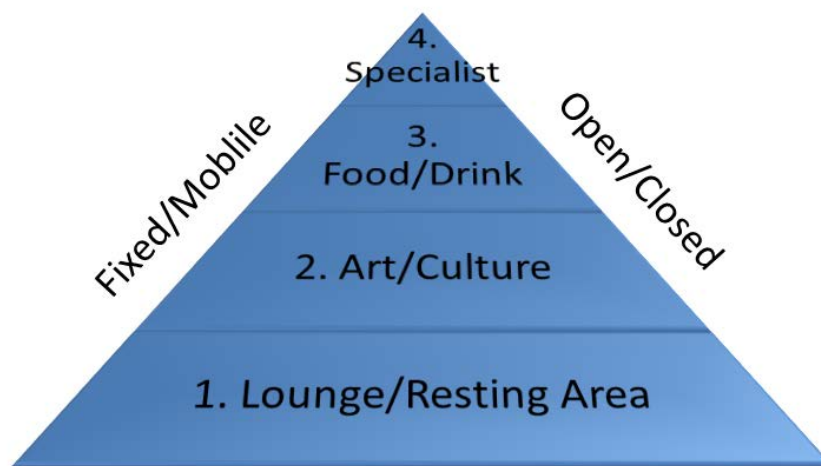 4.
Specialist
3.
Food/Drink
2. Art/Culture
1. Lounge/Resting Area
Fixed/Moblile
Open/Closed